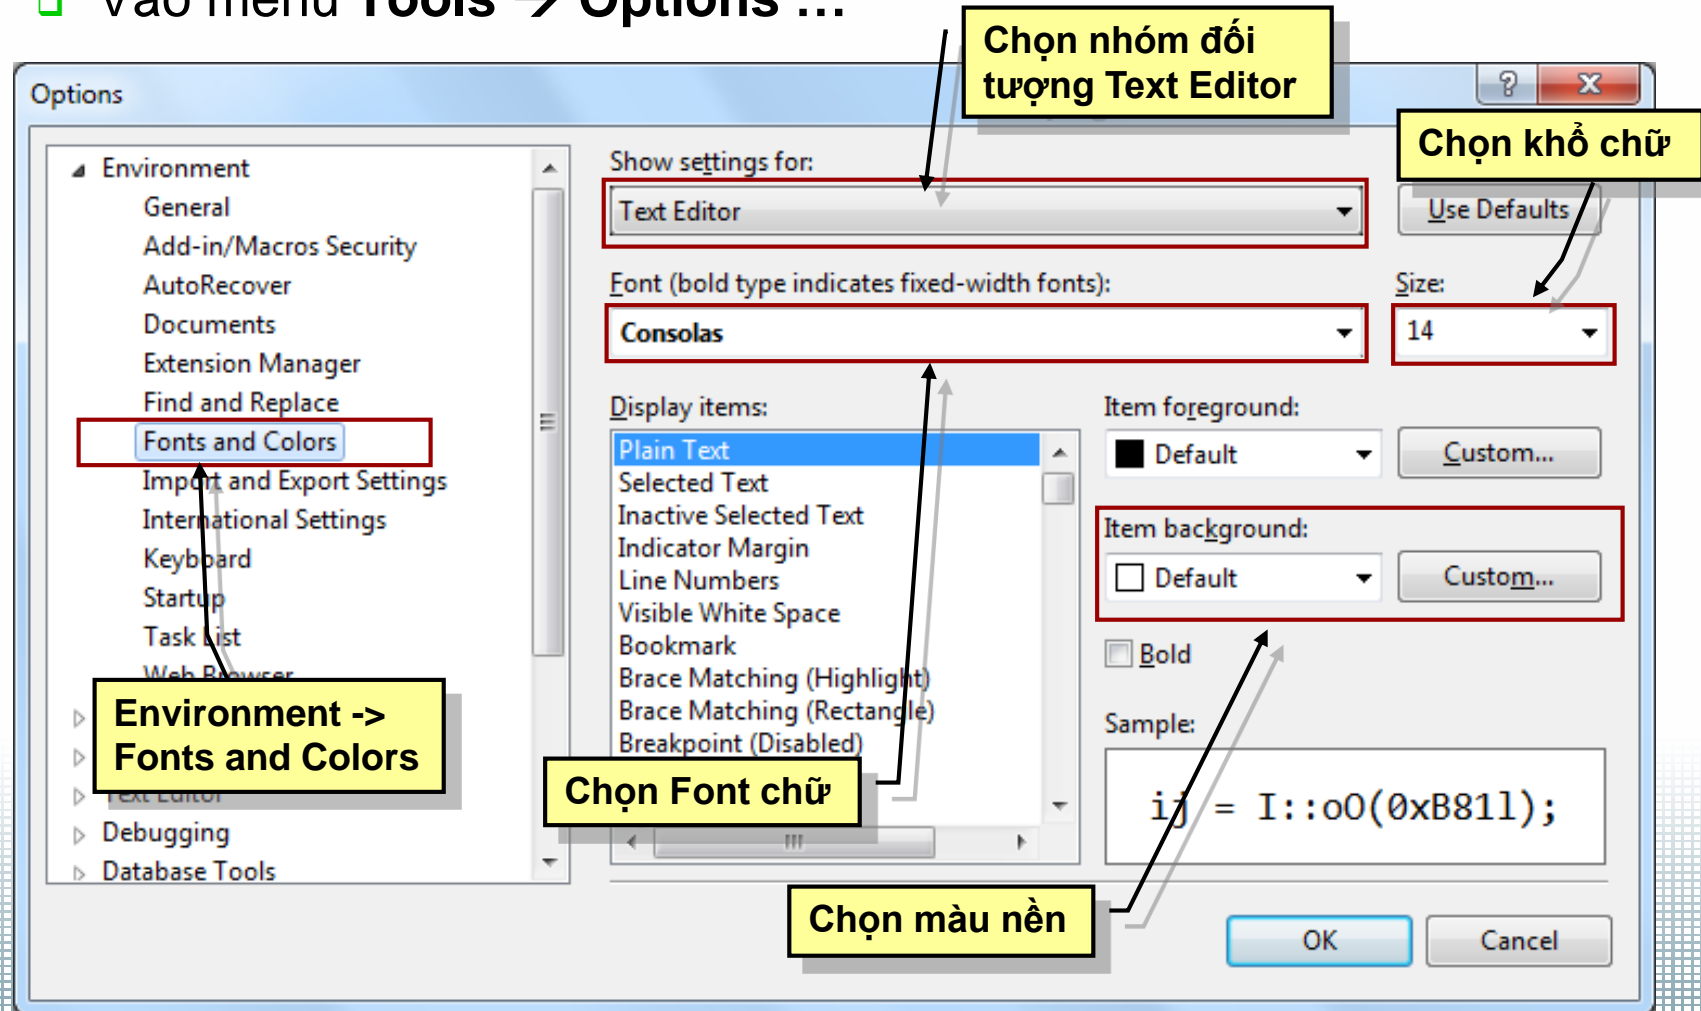 Vào menu Tools → Options ...
Chọn nhóm đối
tượng Text Editor
Options
Chọn khổ chữ
Environment
General
Add-in/Macros Security
AutoRecover
Documents
Extension Manager
Find and Replace
Fonts and Colors
Import and Export Settings
International Settings
Keyboard
Startup
Task List
Web Browser
Environment ->
Fonts and Colors
Text Editor
Debugging
Database Tools
Show settings for:
Text Editor
Use Defaults
Font (bold type indicates fixed-width fonts):
Size:
Consolas
14
Display items:
Plain Text
Selected Text
Inactive Selected Text
Indicator Margin
Line Numbers
Visible White Space
Bookmark
Brace Matching (Highlight)
Brace Matching (Rectangle)
Breakpoint (Disabled)
Chọn Font chữ
Item foreground:
Default
Custom...
Item background:
Default
Custom...
Bold
Sample:
ij = I::oO(0xB81l);
Chọn màu nền
OK
Cancel